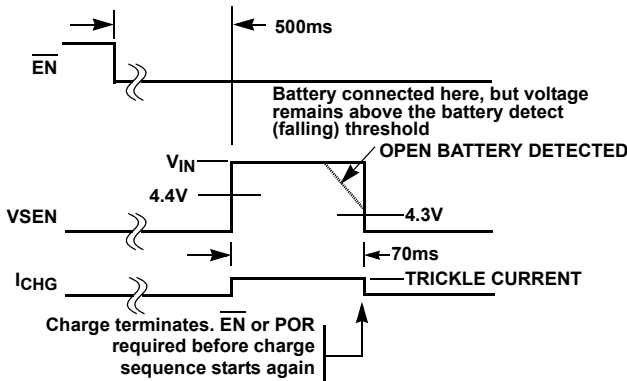 500ms
EN
Battery connected here, but voltage
remains above the battery detect
(falling) threshold
OPEN BATTERY DETECTED
VIN
4.4V
VSEN
4.3V
70ms
ICHG
TRICKLE CURRENT
Charge terminates. EN or POR
required before charge
sequence starts again